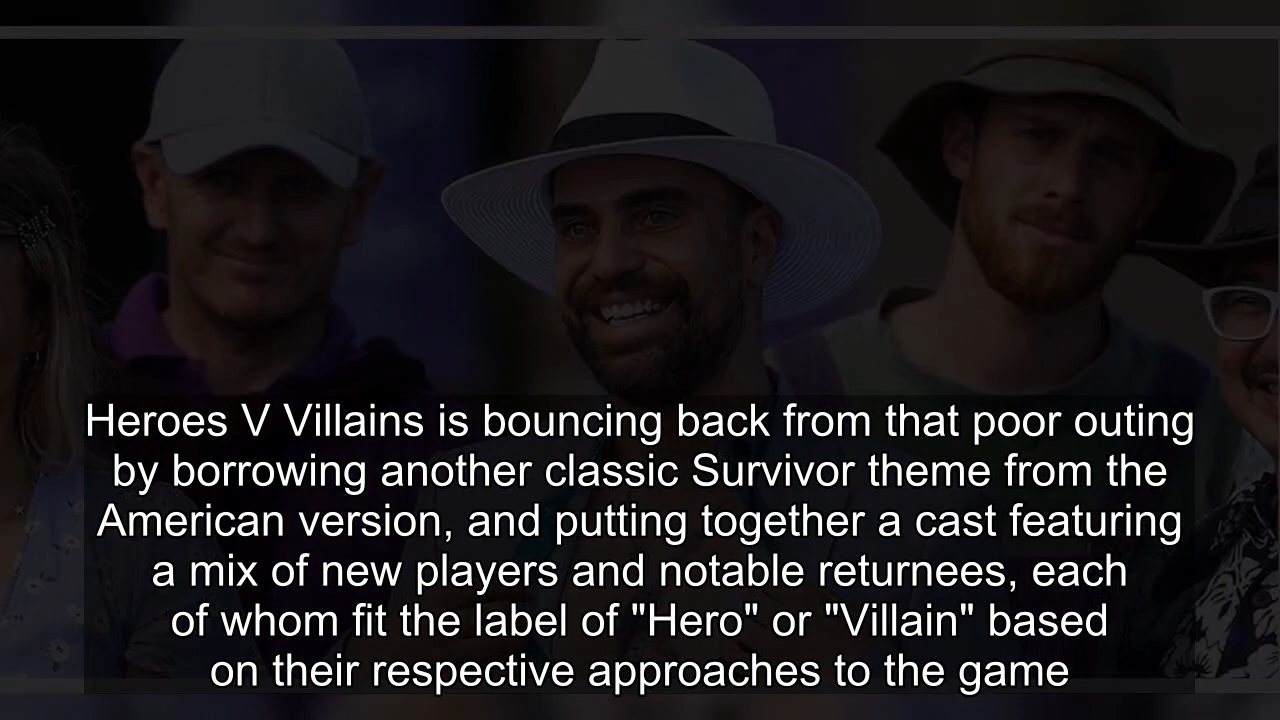 Heroes V Villains is bouncing back from that poor outing
by borrowing another classic Survivor theme from the
American version, and putting together a cast featuring
a mix of new players and notable returnees, each
of whom fit the label of "Hero" or "Villain" based
on their respective approaches to the game